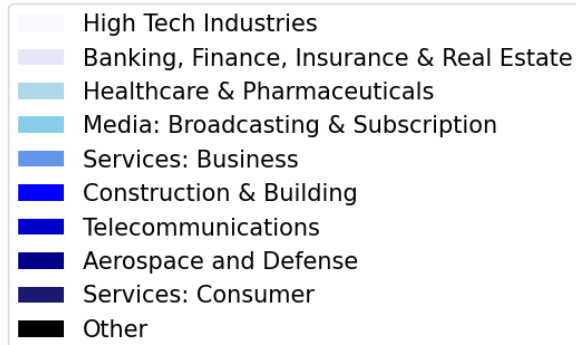 High Tech Industries
Banking, Finance, Insurance & Real Estate
Healthcare & Pharmaceuticals
Media: Broadcasting & Subscription
Services: Business
Construction & Building
Telecommunications
Aerospace and Defense
Services: Consumer
Other